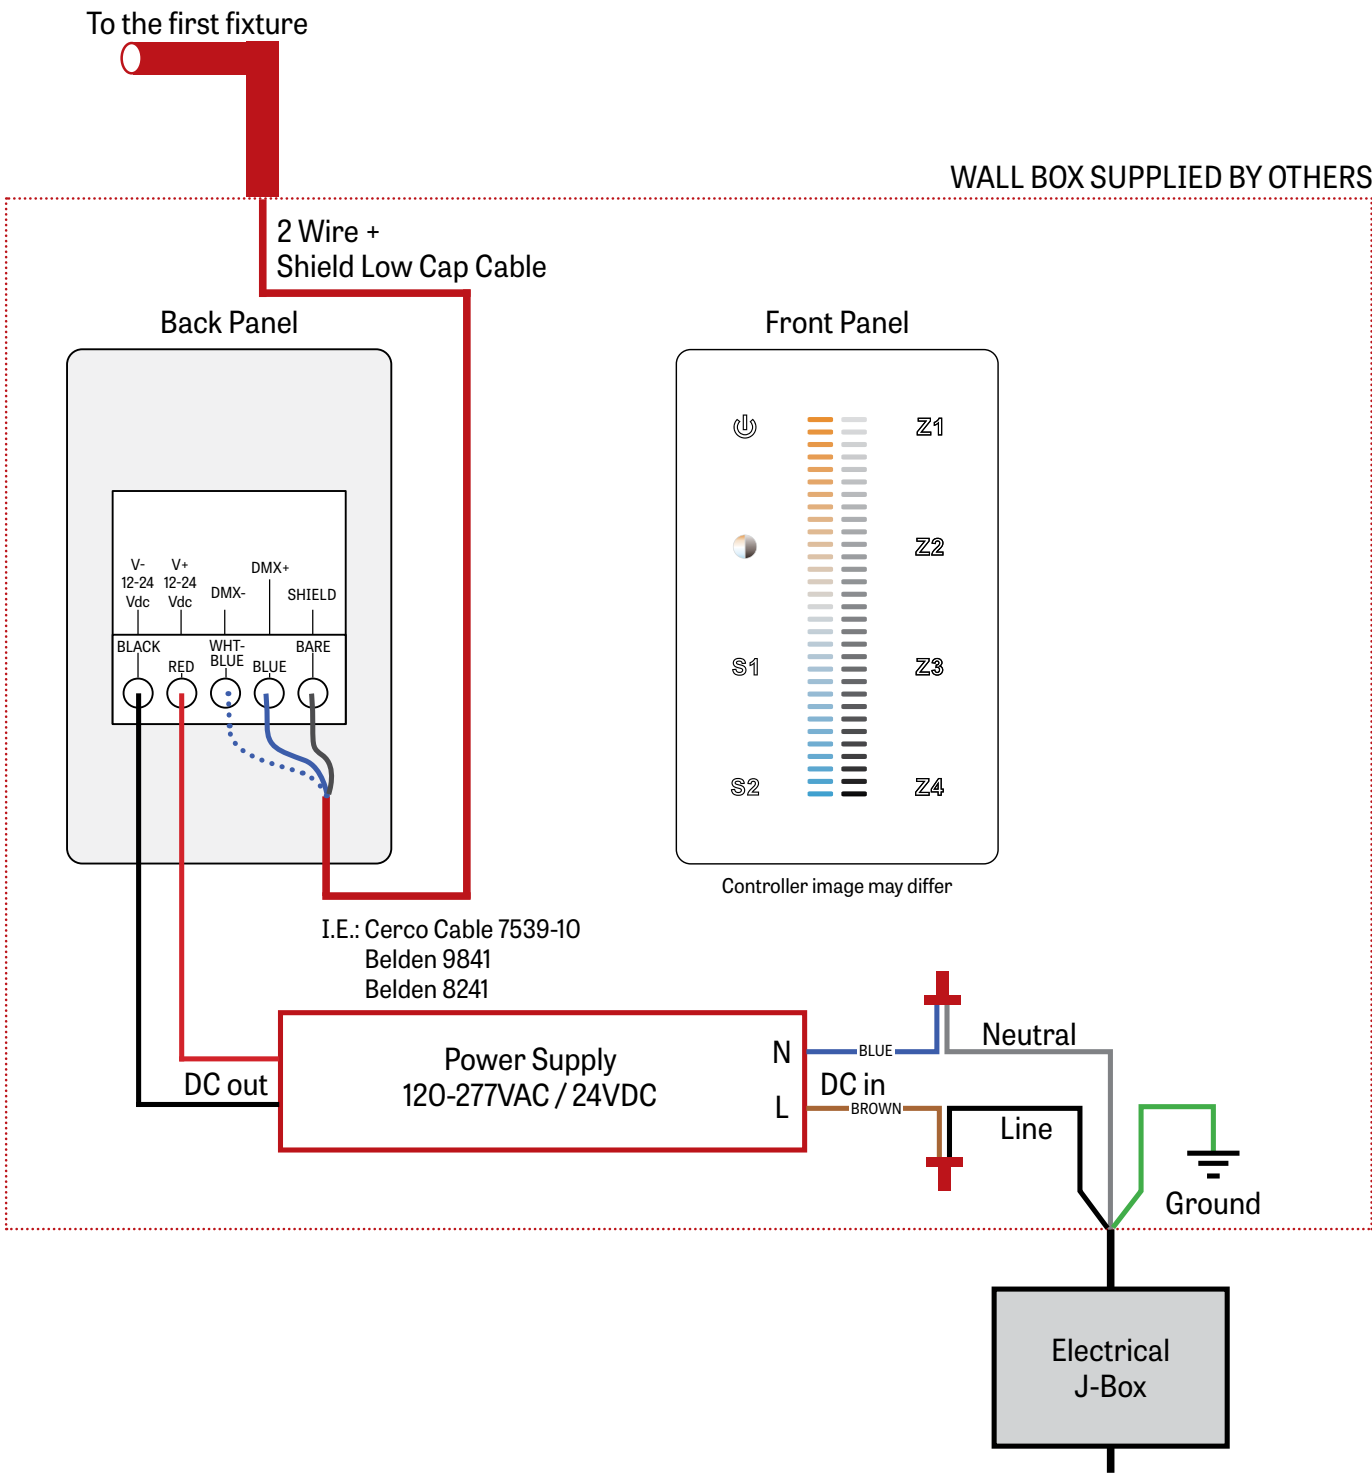 To the first fixture
WALL BOX SUPPLIED BY OTHERS
2 Wire +
Shield Low Cap Cable
Back Panel
V-
12-24
Vdc
V+
12-24
Vdc
DMX-
DMX+
SHIELD
BLACK
RED
WHT-
BLUE
BLUE
BARE
Front Panel
Z1
Z2
S1
Z3
S2
Z4
Controller image may differ
I.E.: Cerco Cable 7539-10
Belden 9841
Belden 8241
DC out
Power Supply
120-277VAC / 24VDC
N
L
BLUE
DC in
BROWN
Neutral
Line
Ground
Electrical
J-Box